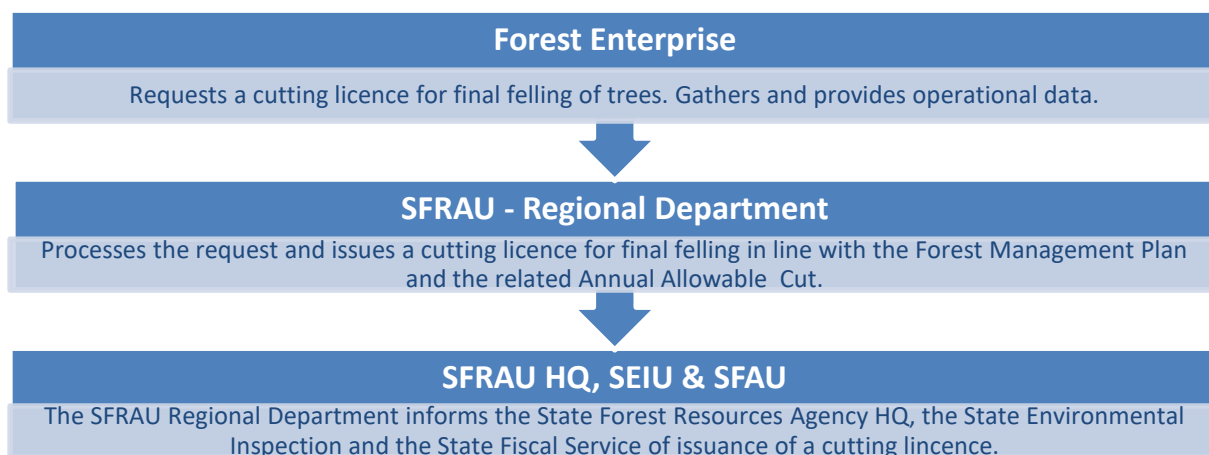 Forest Enterprise
Requests a cutting licence for final felling of trees. Gathers and provides operational data.
SFRAU - Regional Department
Processes the request and issues a cutting licence for final felling in line with the Forest Management Plan
and the related Annual Allowable Cut.
SFRAU HQ, SEIU & SFAU
The SFRAU Regional Department informs the State Forest Resources Agency HQ, the State Environmental
Inspection and the State Fiscal Service of issuance of a cutting lincence.